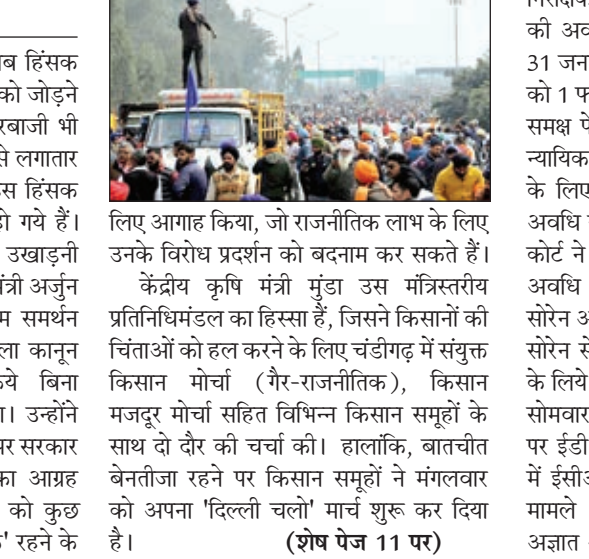 ब हिंसक
को जोड़ने
रबाजी भी
से लगातार
स हिंसक
हो गये हैं।
उखाड़नी
मंत्री अर्जुन
म समर्थन
ला कानून
कये बिना
ा। उन्होंने
पर सरकार
का आग्रह
को कुछ
' रहने के
लिए आगाह किया, जो राजनीतिक लाभ के लिए
उनके विरोध प्रदर्शन को बदनाम कर सकते हैं।
केंद्रीय कृषि मंत्री मुंडा उस मंत्रिस्तरीय
प्रतिनिधिमंडल का हिस्सा हैं, जिसने किसानों की
चिंताओं को हल करने के लिए चंडीगढ़ में संयुक्त
किसान मोर्चा (गैर-राजनीतिक), किसान
मजदूर मोर्चा सहित विभिन्न किसान समूहों के
साथ दो दौर की चर्चा की। हालांकि, बातचीत
बेनतीजा रहने पर किसान समूहों ने मंगलवार
को अपना 'दिल्ली चलो' मार्च शुरू कर दिया
है। (शेष पेज 11 पर)
की अव
31 जन
को 1 फ
समक्ष पे
न्यायिक
के लिए
अवधि
कोर्ट ने
अवधि
सोरेन अ
सोरेन से
के लिये
सोमवार
पर ईडी
में ईसीअ
मामले
अज्ञात